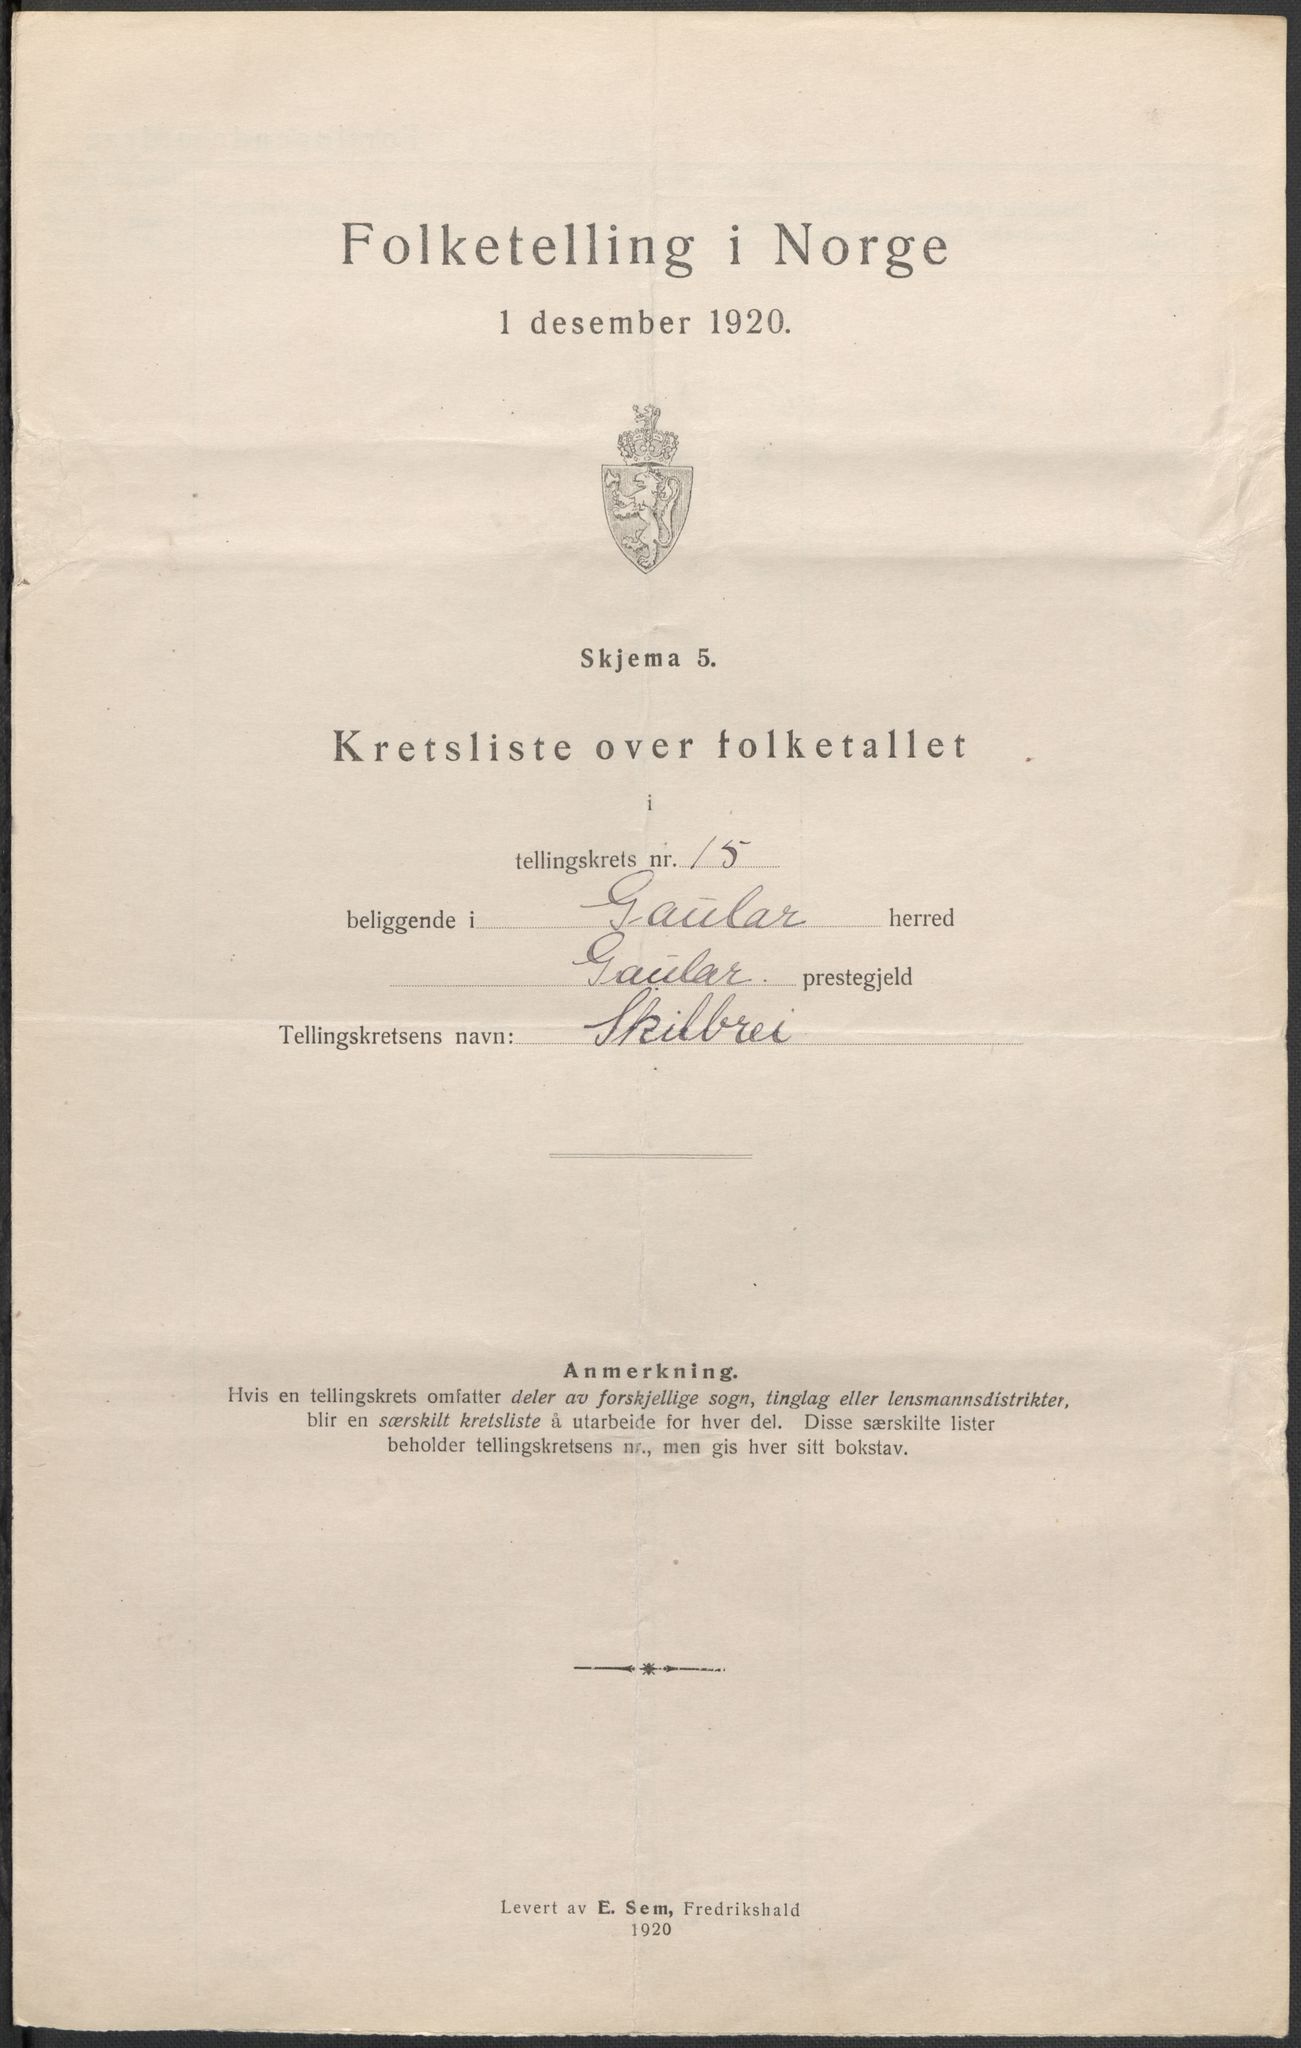 Folketelling i Norge
1 desember 1920.
Skjema 5.
Kretsliste over folketallet
i
tellingskrets nr. 15
beliggende i Gaular herred
Gaular. prestegjeld
Tellingskretsens navn: Skilbrei
Anmerkning.
Hvis en tellingskrets omfatter deler av forskjellige sogn, tinglag eller lensmannsdistrikter,
blir en særskilt kretsliste å utarbeide for hver del. Disse særskilte lister
beholder tellingskretsens nr., men gis hver sitt bokstav.
Levert av E. Sem, Fredrikshald
1920